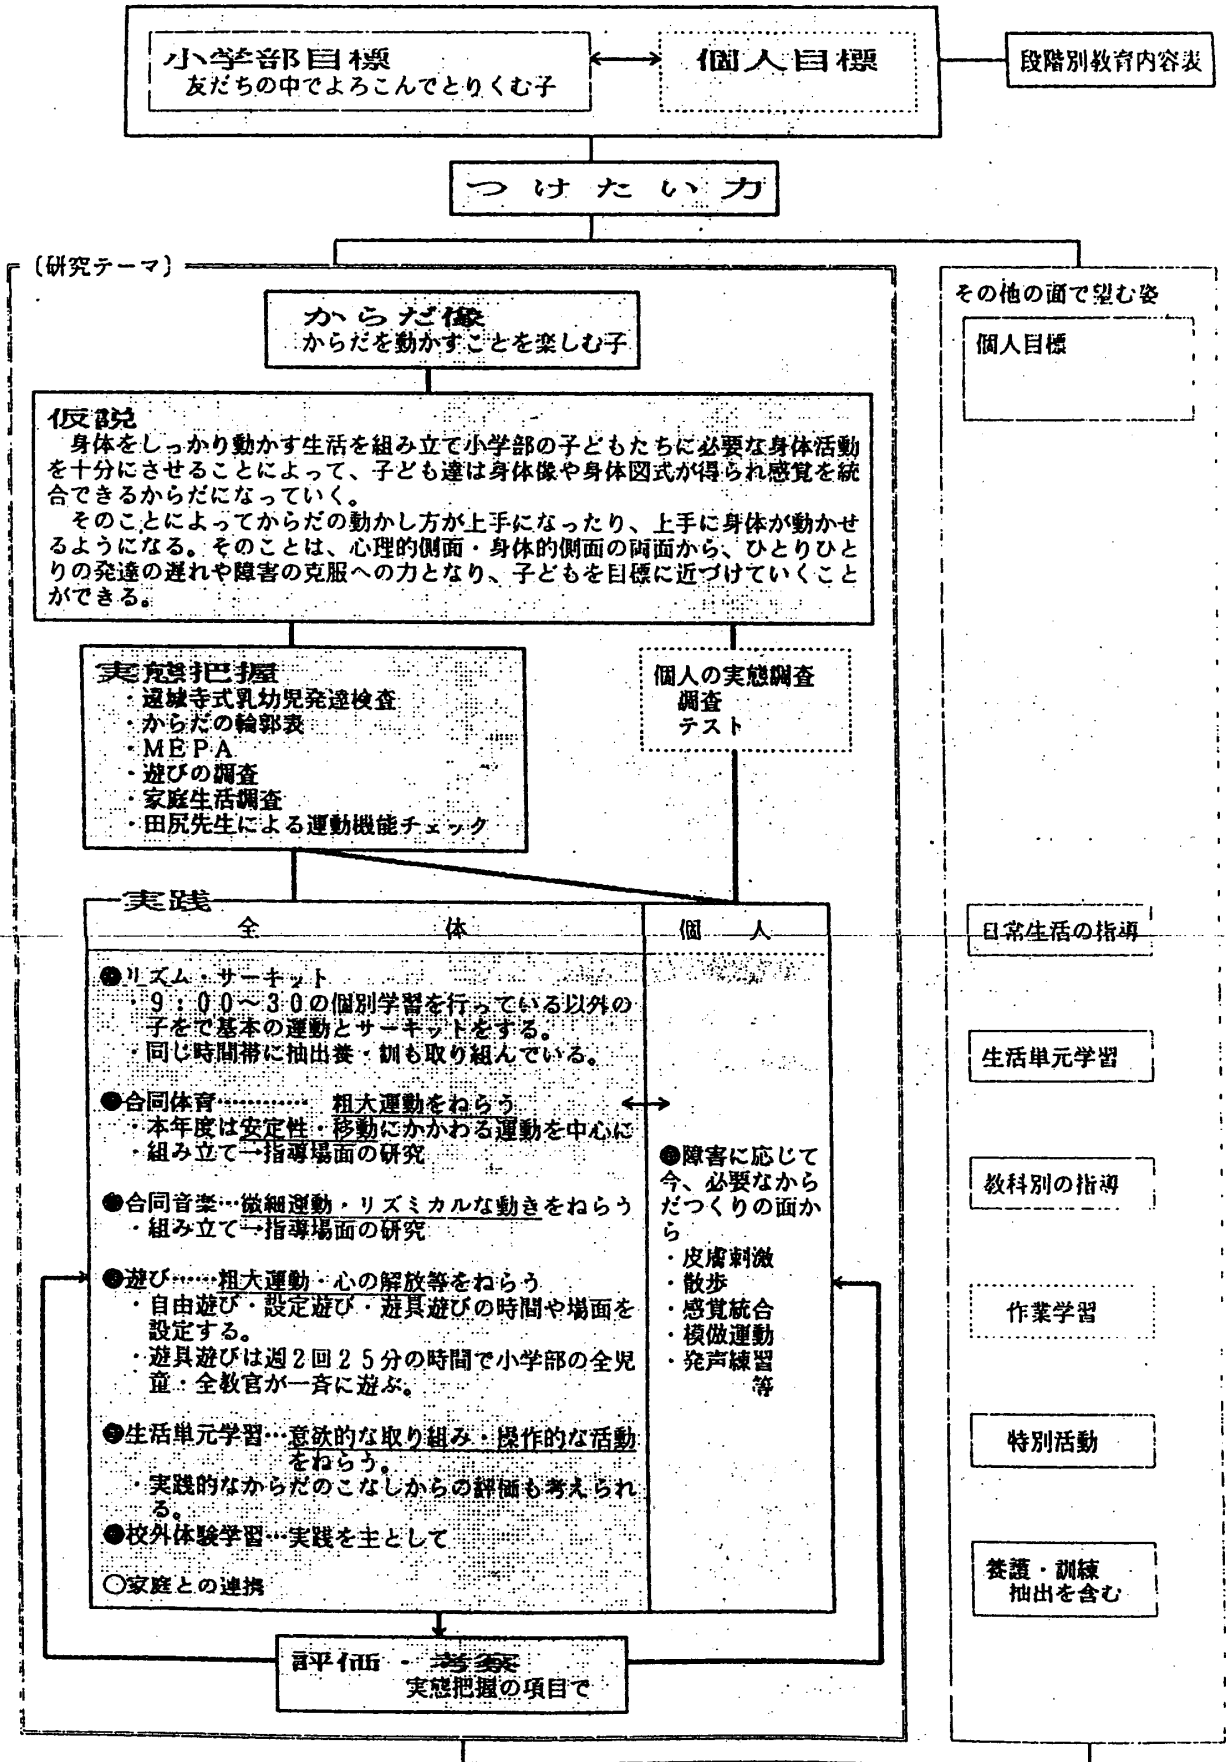 小学部目標
友だちの中でよろこんでとりくむ子
個人目標
段階別教育内容表
つけたい力
〔研究テーマ〕
からだ像
からだを動かすことを楽しむ子
仮説
身体をしっかり動かす生活を組み立て小学部の子どもたちに必要な身体活動
を十分にさせることによって、子ども達は身体像や身体図式が得られ感覚を統
合できるからだになっていく。
そのことによってからだの動かし方が上手になったり、上手に身体が動かせ
るようになる。そのことは、心理的側面・身体的側面の両面から、ひとりひと
りの発達の遅れや障害の克服への力となり、子どもを目標に近づけていくこと
ができる。
実態把握
・遠城寺式乳幼児発達検査
・からだの輪郭表
・MEPA
・遊びの調査
・家庭生活調査
・田尻先生による運動機能チェック
個人の実態調査
調査
テスト
実践
全体
●リズム・サーキット
・9:00〜30の個別学習を行っている以外の
子をで基本の運動とサーキットをする。
・同じ時間帯に抽出養・訓も取り組んでいる。
●合同体育………… 粗大運動をねらう
・本年度は安定性・移動にかかわる運動を中心に
・組み立て→指導場面の研究
●合同音楽…微細運動・リズミカルな動きをねらう
・組み立て→指導場面の研究
●遊び……粗大運動・心の解放等をねらう
・自由遊び・設定遊び・遊具遊びの時間や場面を
設定する。
・遊具遊びは週2回25分の時間で小学部の全児
童・全教官が一斉に遊ぶ。
●生活単元学習…意欲的な取り組み・操作的な活動
をねらう。
・実践的なからだのこなしからの評価も考えられ
る。
●校外体験学習…実践を主として
○家庭との連携
個人
●障害に応じて
今、必要なから
だつくりの面か
ら
・皮膚刺激
・散歩
・感覚統合
・模倣運動
・発声練習
等
評価・考察
実態把握の項目で
その他の面で望む姿
個人目標
日常生活の指導
生活単元学習
教科別の指導
作業学習
特別活動
養護・訓練
抽出を含む